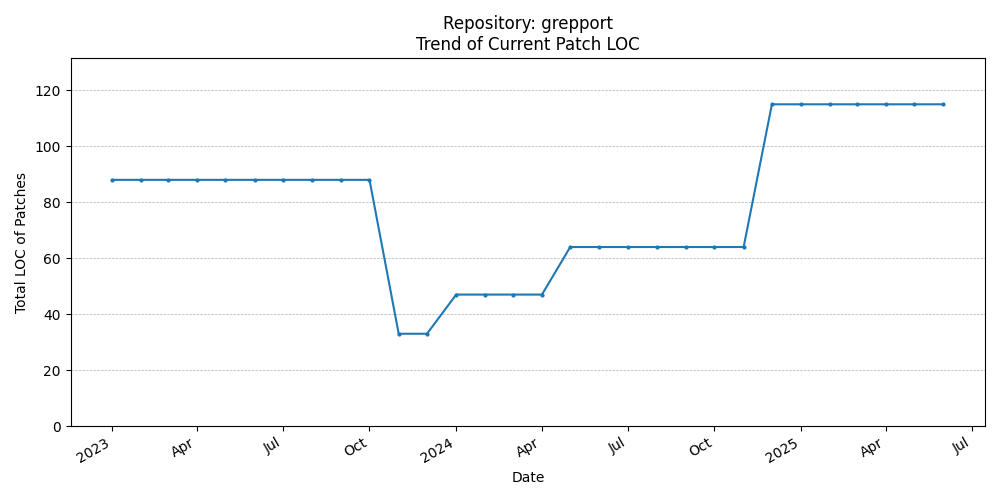 Repository: grepport
Trend of Current Patch LOC
Total LOC of Patches
120
100
80
60
40
20
0
2023
Apr
Jul
Oct
2024
Apr
Jul
Oct
2025
Apr
Jul
Date